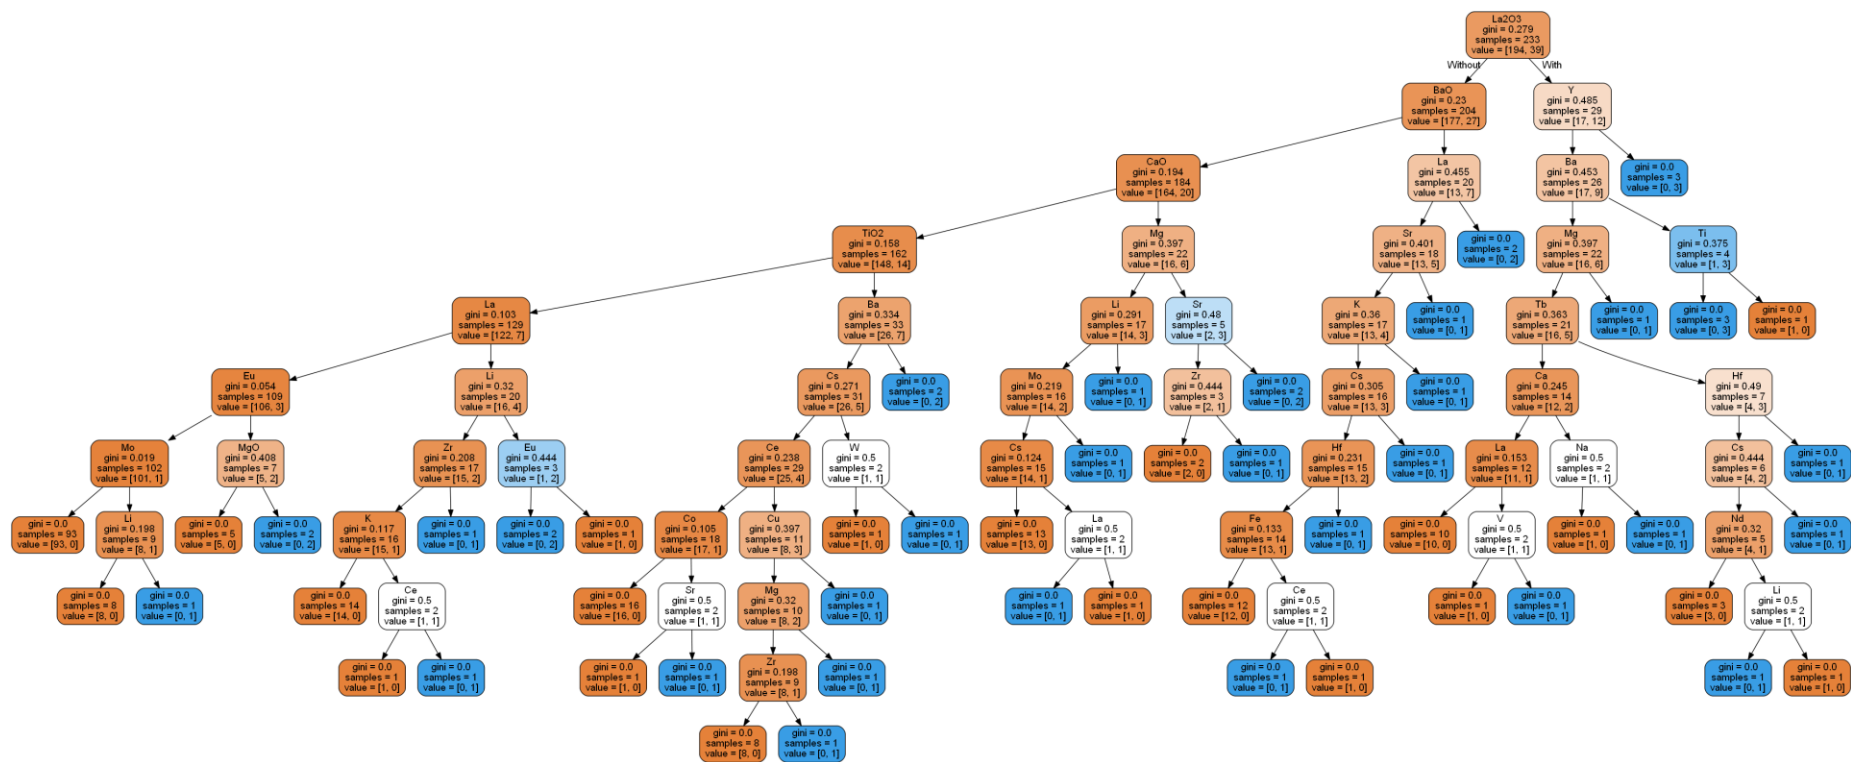 La2O3
gini = 0.279
samples = 233
value = [194, 39]
Without
With
BaO
gini = 0.23
samples = 204
value = [177, 27]
Y
gini = 0.485
samples = 29
value = [17, 12]
CaO
gini = 0.194
samples = 184
value = [164, 20]
La
gini = 0.455
samples = 20
value = [13, 7]
Ba
gini = 0.453
samples = 26
value = [17, 9]
gini = 0.0
samples = 3
value = [0, 3]
TiO2
gini = 0.158
samples = 162
value = [148, 14]
Mg
gini = 0.397
samples = 22
value = [16, 6]
Sr
gini = 0.401
samples = 18
value = [13, 5]
gini = 0.0
samples = 2
value = [0, 2]
Mg
gini = 0.397
samples = 22
value = [16, 6]
Ti
gini = 0.375
samples = 4
value = [1, 3]
La
gini = 0.103
samples = 129
value = [122, 7]
Ba
gini = 0.334
samples = 33
value = [26, 7]
Li
gini = 0.291
samples = 17
value = [14, 3]
Sr
gini = 0.48
samples = 5
value = [2, 3]
K
gini = 0.36
samples = 17
value = [13, 4]
gini = 0.0
samples = 1
value = [0, 1]
Tb
gini = 0.363
samples = 21
value = [16, 5]
gini = 0.0
samples = 1
value = [0, 1]
gini = 0.0
samples = 3
value = [0, 3]
gini = 0.0
samples = 1
value = [1, 0]
Eu
gini = 0.054
samples = 109
value = [106, 3]
Li
gini = 0.32
samples = 20
value = [16, 4]
Cs
gini = 0.271
samples = 31
value = [26, 5]
gini = 0.0
samples = 2
value = [0, 2]
Mo
gini = 0.219
samples = 16
value = [14, 2]
gini = 0.0
samples = 1
value = [0, 1]
Zr
gini = 0.444
samples = 3
value = [2, 1]
gini = 0.0
samples = 2
value = [0, 2]
Cs
gini = 0.305
samples = 16
value = [13, 3]
gini = 0.0
samples = 1
value = [0, 1]
Ca
gini = 0.245
samples = 14
value = [12, 2]
Hf
gini = 0.49
samples = 7
value = [4, 3]
Mo
gini = 0.019
samples = 102
value = [101, 1]
MgO
gini = 0.408
samples = 7
value = [5, 2]
Zr
gini = 0.208
samples = 17
value = [15, 2]
Eu
gini = 0.444
samples = 3
value = [1, 2]
Ce
gini = 0.238
samples = 29
value = [25, 4]
W
gini = 0.5
samples = 2
value = [1, 1]
Cs
gini = 0.124
samples = 15
value = [14, 1]
gini = 0.0
samples = 1
value = [0, 1]
gini = 0.0
samples = 2
value = [2, 0]
gini = 0.0
samples = 1
value = [0, 1]
Hf
gini = 0.231
samples = 15
value = [13, 2]
gini = 0.0
samples = 1
value = [0, 1]
La
gini = 0.153
samples = 12
value = [11, 1]
Na
gini = 0.5
samples = 2
value = [1, 1]
Cs
gini = 0.444
samples = 6
value = [4, 2]
gini = 0.0
samples = 1
value = [0, 1]
gini = 0.0
samples = 93
value = [93, 0]
Li
gini = 0.198
samples = 9
value = [8, 1]
gini = 0.0
samples = 5
value = [5, 0]
gini = 0.0
samples = 2
value = [0, 2]
K
gini = 0.117
samples = 16
value = [15, 1]
gini = 0.0
samples = 1
value = [0, 1]
gini = 0.0
samples = 2
value = [0, 2]
gini = 0.0
samples = 1
value = [1, 0]
Co
gini = 0.105
samples = 18
value = [17, 1]
Cu
gini = 0.397
samples = 11
value = [8, 3]
gini = 0.0
samples = 1
value = [1, 0]
gini = 0.0
samples = 1
value = [0, 1]
gini = 0.0
samples = 13
value = [13, 0]
La
gini = 0.5
samples = 2
value = [1, 1]
Fe
gini = 0.133
samples = 14
value = [13, 1]
gini = 0.0
samples = 1
value = [0, 1]
gini = 0.0
samples = 10
value = [10, 0]
V
gini = 0.5
samples = 2
value = [1, 1]
gini = 0.0
samples = 1
value = [1, 0]
gini = 0.0
samples = 1
value = [0, 1]
Nd
gini = 0.32
samples = 5
value = [4, 1]
gini = 0.0
samples = 1
value = [0, 1]
gini = 0.0
samples = 8
value = [8, 0]
gini = 0.0
samples = 1
value = [0, 1]
gini = 0.0
samples = 14
value = [14, 0]
Ce
gini = 0.5
samples = 2
value = [1, 1]
gini = 0.0
samples = 16
value = [16, 0]
Sr
gini = 0.5
samples = 2
value = [1, 1]
Mg
gini = 0.32
samples = 10
value = [8, 2]
gini = 0.0
samples = 1
value = [0, 1]
gini = 0.0
samples = 1
value = [0, 1]
gini = 0.0
samples = 1
value = [1, 0]
gini = 0.0
samples = 12
value = [12, 0]
Ce
gini = 0.5
samples = 2
value = [1, 1]
gini = 0.0
samples = 1
value = [1, 0]
gini = 0.0
samples = 1
value = [0, 1]
gini = 0.0
samples = 3
value = [3, 0]
Li
gini = 0.5
samples = 2
value = [1, 1]
gini = 0.0
samples = 1
value = [1, 0]
gini = 0.0
samples = 1
value = [0, 1]
gini = 0.0
samples = 1
value = [1, 0]
gini = 0.0
samples = 1
value = [0, 1]
Zr
gini = 0.198
samples = 9
value = [8, 1]
gini = 0.0
samples = 1
value = [0, 1]
gini = 0.0
samples = 1
value = [0, 1]
gini = 0.0
samples = 1
value = [1, 0]
gini = 0.0
samples = 1
value = [0, 1]
gini = 0.0
samples = 1
value = [1, 0]
gini = 0.0
samples = 8
value = [8, 0]
gini = 0.0
samples = 1
value = [0, 1]